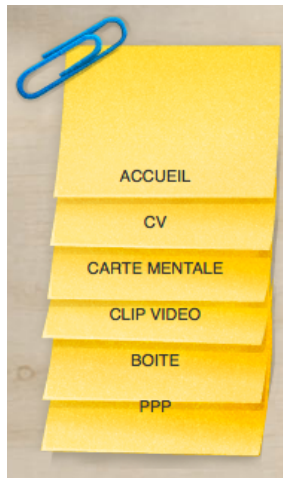 ACCUEIL
CV
CARTE MENTALE
CLIP VIDEO
BOITE
PPP